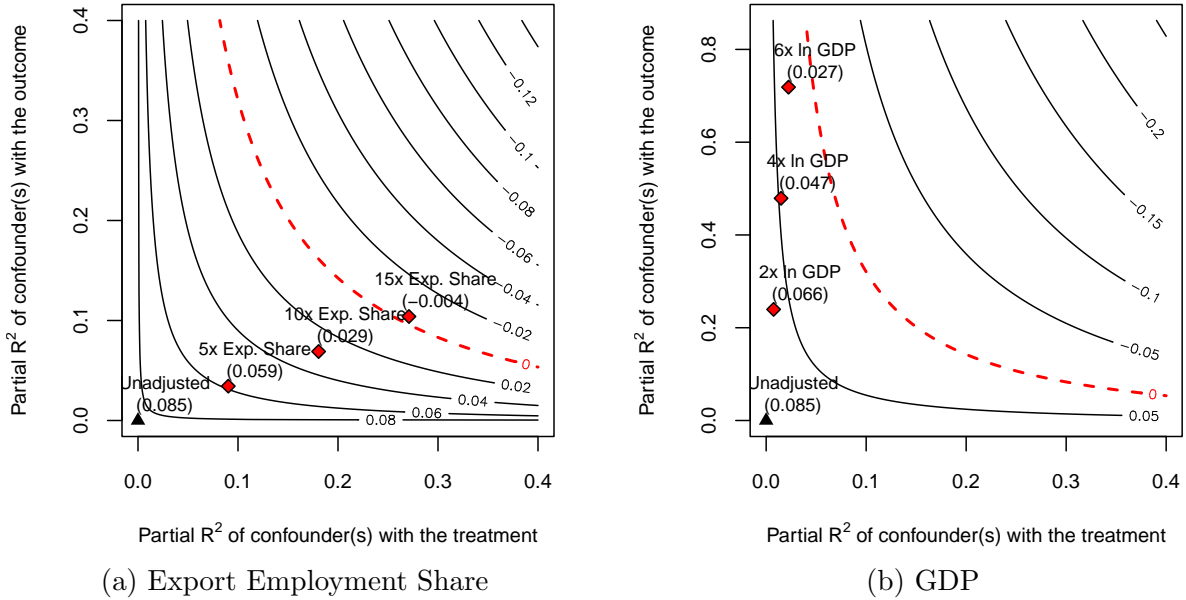 Partial R² of confounder(s) with the outcome
0.4
0.3
0.2
0.1
0.0
−0.12
−0.1
−0.08
−0.06
−0.04
−0.02
0
0.02
0.04
0.06
0.08
15x Exp. Share
(−0.004)
10x Exp. Share
(0.029)
5x Exp. Share
(0.059)
Unadjusted
(0.085)
0.0 0.1 0.2 0.3 0.4
Partial R² of confounder(s) with the treatment
(a) Export Employment Share
Partial R² of confounder(s) with the outcome
0.8
0.6
0.4
0.2
0.0
6x ln GDP
(0.027)
4x ln GDP
(0.047)
2x ln GDP
(0.066)
Unadjusted
(0.085)
−0.2
−0.15
−0.1
−0.05
0
0.05
0.0 0.1 0.2 0.3 0.4
Partial R² of confounder(s) with the treatment
(b) GDP